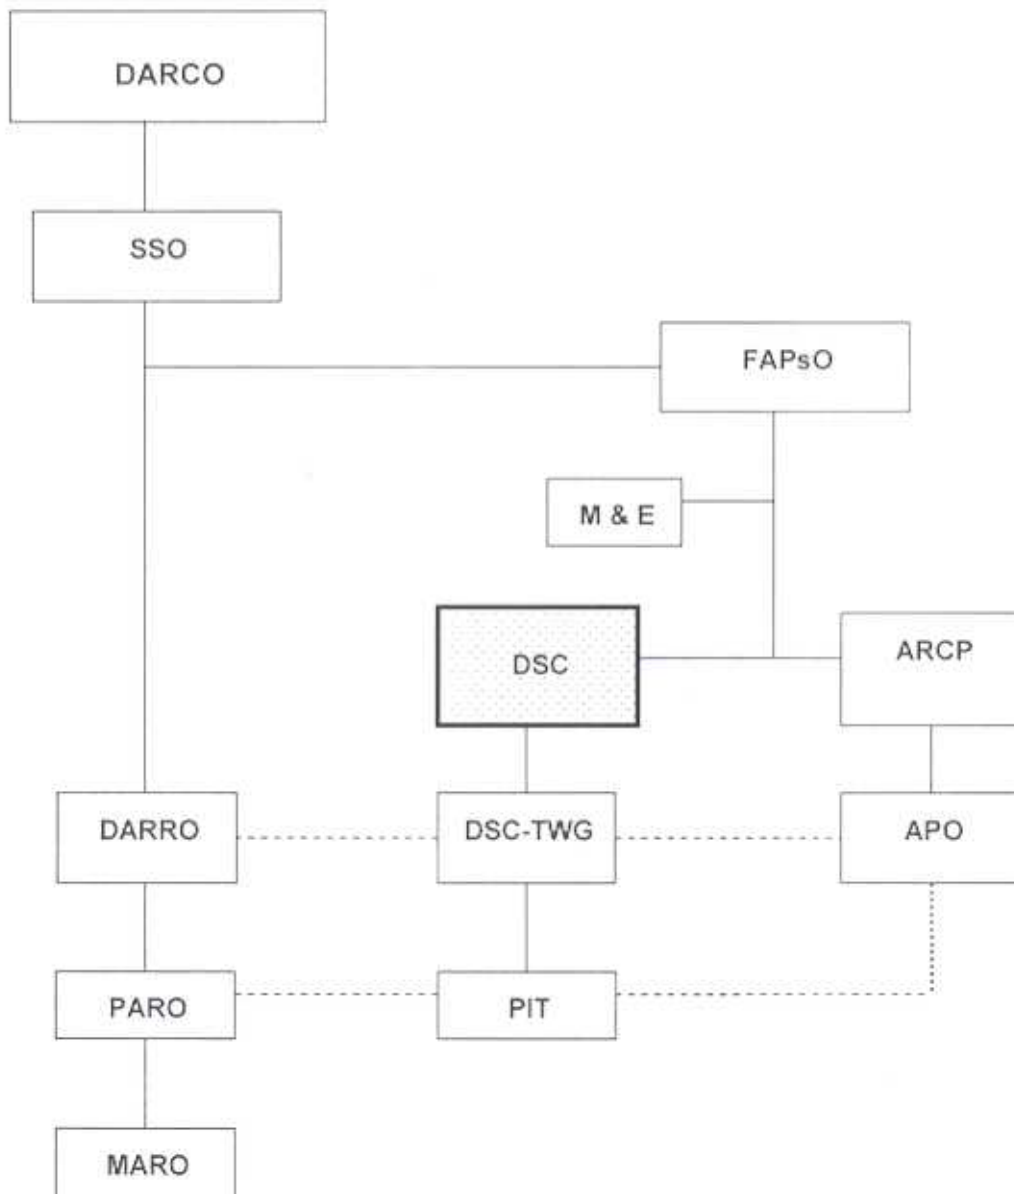 DARCO
SSO
FAPsO
M & E
DSC
ARCP
DARRO
DSC-TWG
APO
PARO
PIT
MARO